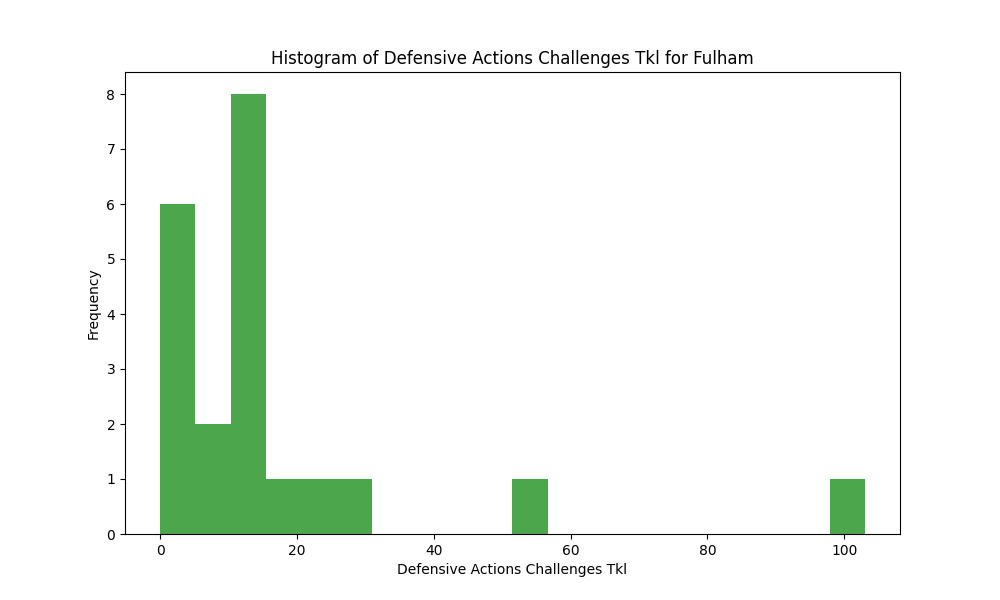 Histogram of Defensive Actions Challenges Tkl for Fulham
Frequency
8
7
6
5
4
3
2
1
0
0 20 40 60 80 100
Defensive Actions Challenges Tkl